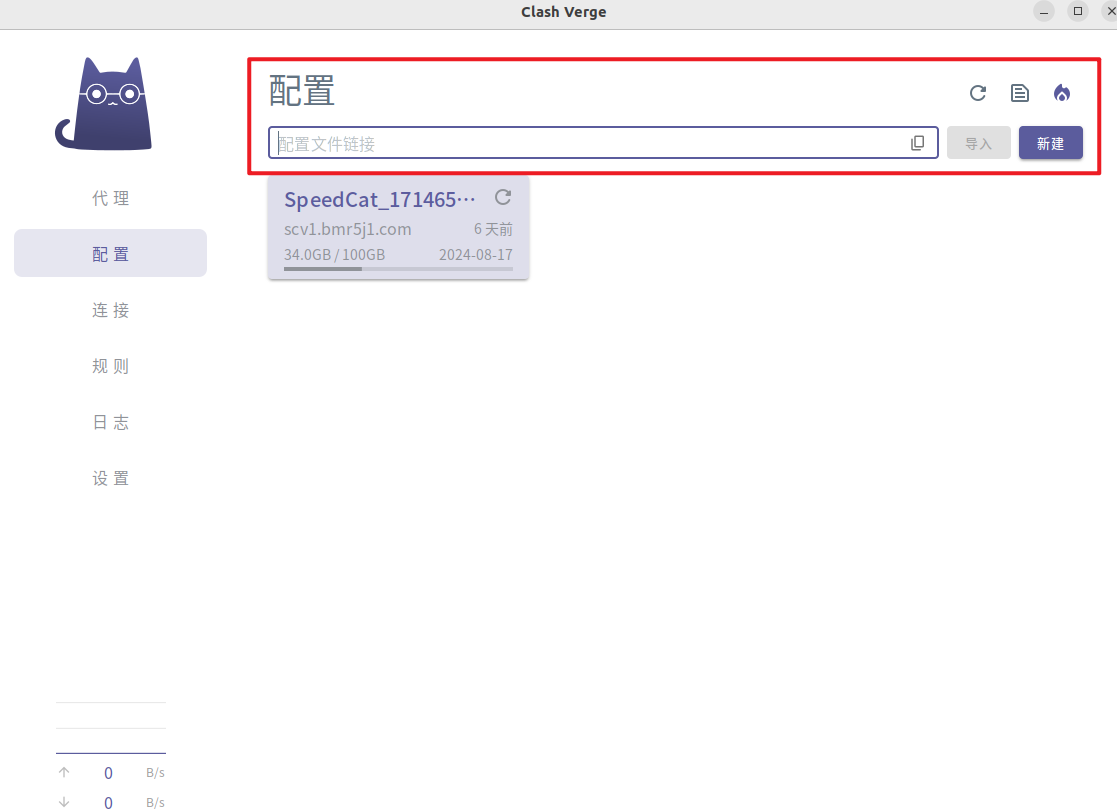 Clash Verge
配置
配置文件链接
导入
新建
代 理
配 置
连 接
规 则
日 志
设 置
SpeedCat_171465…
scv1.bmr5j1.com 6 天前
34.0GB / 100GB 2024-08-17
0 B/s
0 B/s